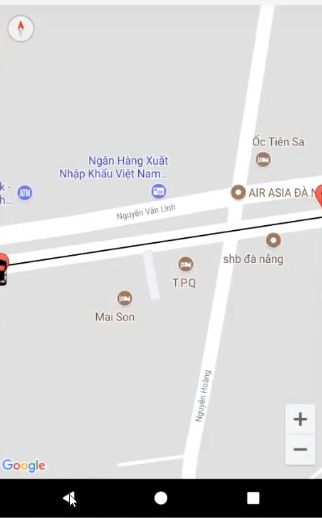 Ốc Tiên Sa
Ngân Hàng Xuất
Nhập Khẩu Việt Nam...
k -
h...
ATM
AIR ASIA ĐÀ N
Nguyễn Văn Linh
shb đà nẵng
T.P.Q
Mai Son
Nguyễn Hoàng
+
−
Google